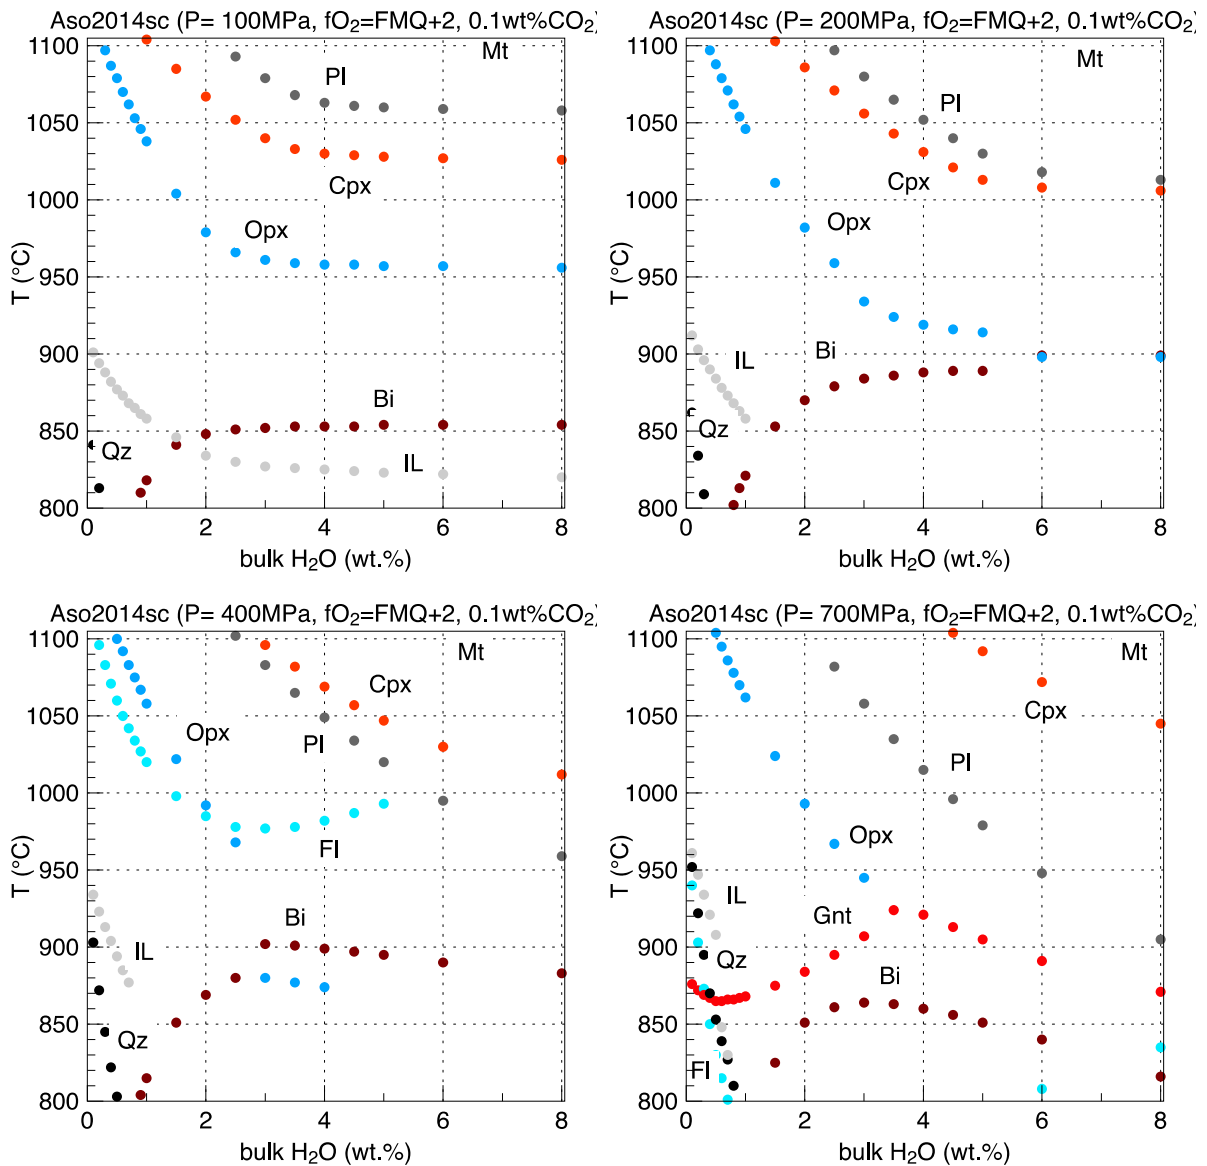 Aso2014sc (P= 100MPa, fO2=FMQ+2, 0.1wt%CO2)
1100
1050
1000
950
900
850
800
T (°C)
Mt
Pl
Cpx
Opx
Bi
Qz
IL
0 2 4 6 8
bulk H2O (wt.%)
Aso2014sc (P= 200MPa, fO2=FMQ+2, 0.1wt%CO2)
1100
1050
1000
950
900
850
800
T (°C)
Mt
Pl
Cpx
Opx
IL
Bi
Qz
0 2 4 6 8
bulk H2O (wt.%)
Aso2014sc (P= 400MPa, fO2=FMQ+2, 0.1wt%CO2)
1100
1050
1000
950
900
850
800
T (°C)
Mt
Cpx
Opx
Pl
Fl
Bi
IL
Qz
0 2 4 6 8
bulk H2O (wt.%)
Aso2014sc (P= 700MPa, fO2=FMQ+2, 0.1wt%CO2)
1100
1050
1000
950
900
850
800
T (°C)
Mt
Cpx
Pl
Opx
IL
Gnt
Qz
Bi
Fl
0 2 4 6 8
bulk H2O (wt.%)